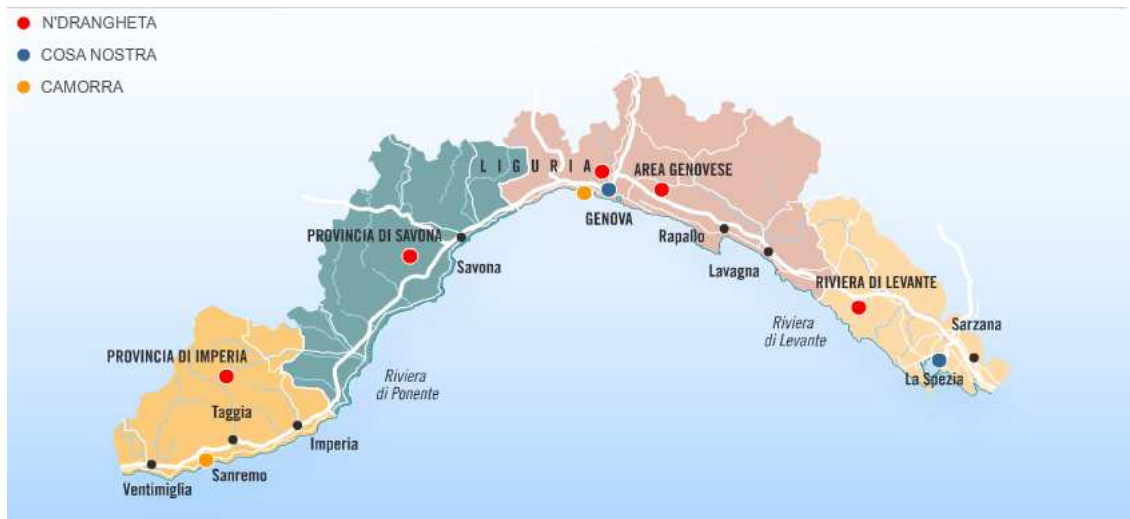 N'DRANGHETA
COSA NOSTRA
CAMORRA
LIGURIA
AREA GENOVESE
GENOVA
PROVINCIA DI SAVONA
Rapallo
Savona
Lavagna
RIVIERA DI LEVANTE
Riviera
di Levante
Sarzana
PROVINCIA DI IMPERIA
Riviera
di Ponente
La Spezia
Taggia
Imperia
Sanremo
Ventimiglia